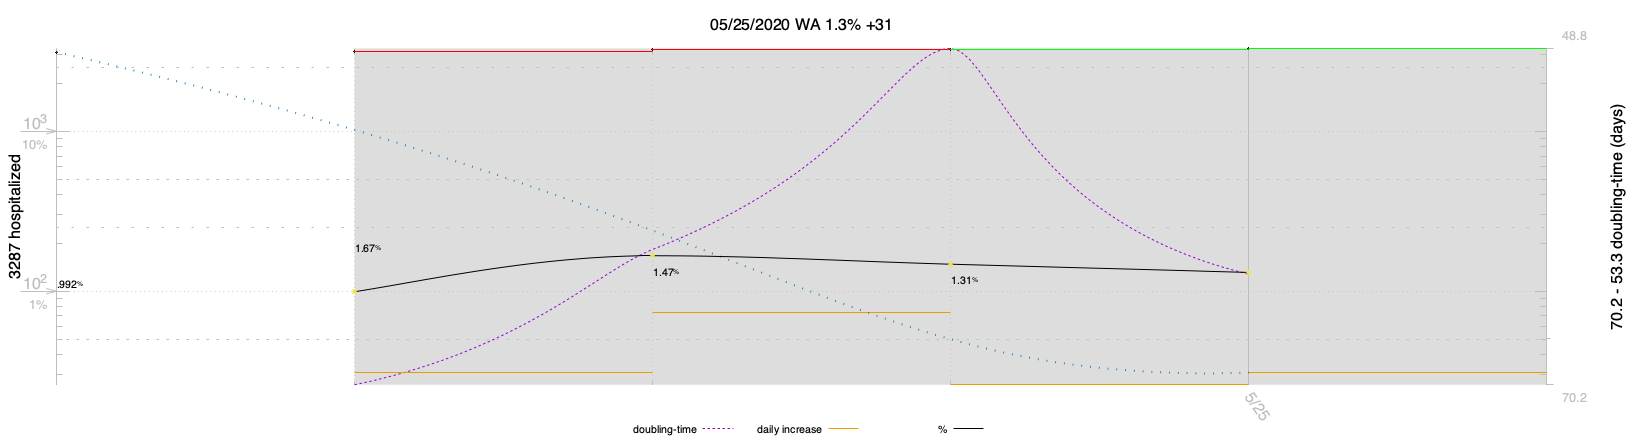 05/25/2020 WA 1.3% +31
48.8
10³
10%
3287 hospitalized
70.2 - 53.3 doubling-time (days)
1.67%
1.47%
1.31%
10²
.992%
1%
70.2
5/25
doubling-time
daily increase
%